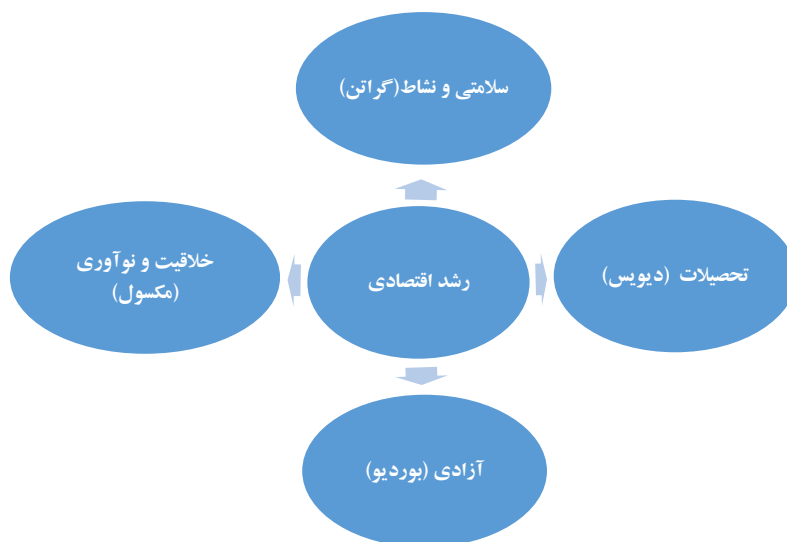 سلامتی و نشاط(گراتن)
خلاقیت و نوآوری
(مکسول)
رشد اقتصادی
تحصیلات (دیویس)
آزادی (بوردیو)